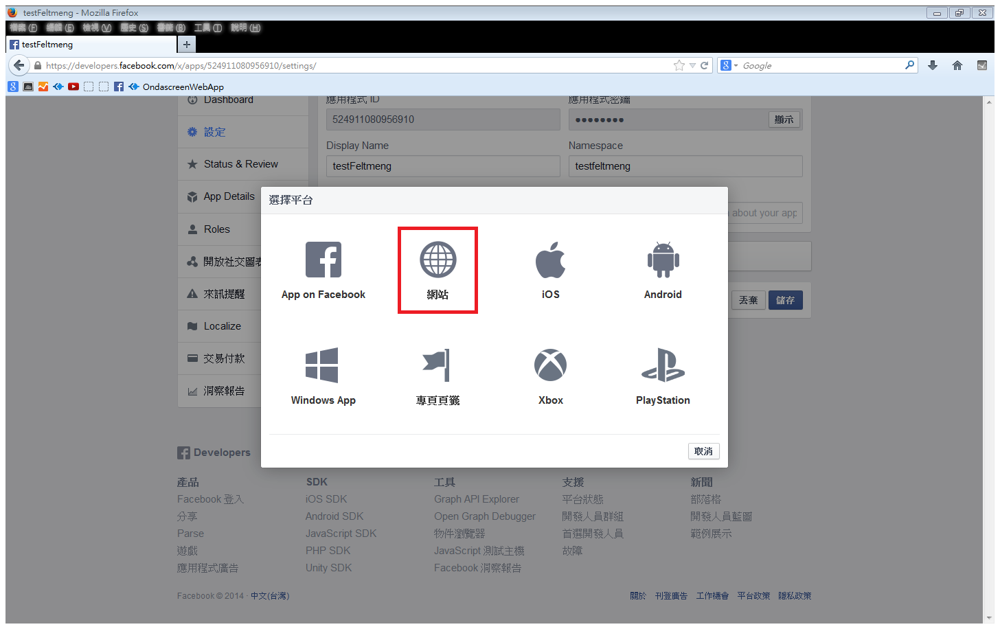 testFeltmeng - Mozilla Firefox
檔案 (F) 編輯 (E) 檢視 (V) 歷史 (S) 書籤 (B) 工具 (T) 說明 (H)
testFeltmeng
https://developers.facebook.com/x/apps/524911080956910/settings/
Google
OndascreenWebApp
Dashboard
設定
Status & Review
App Details
Roles
開放社交圖表
來訊提醒
Localize
交易付款
洞察報告
應用程式 ID
應用程式密鑰
524911080956910
●●●●●●●●
顯示
Display Name
Namespace
testFeltmeng
testfeltmeng
about your app
丟棄
儲存
選擇平台
App on Facebook
網站
iOS
Android
Windows App
專頁頁籤
Xbox
PlayStation
取消
Developers
產品
Facebook 登入
分享
Parse
遊戲
應用程式廣告
SDK
iOS SDK
Android SDK
JavaScript SDK
PHP SDK
Unity SDK
工具
Graph API Explorer
Open Graph Debugger
物件瀏覽器
JavaScript 測試主機
Facebook 洞察報告
支援
平台狀態
開發人員群組
首選開發人員
故障
新聞
部落格
開發人員藍圖
範例展示
Facebook © 2014 · 中文(台灣)
關於 刊登廣告 工作機會 平台政策 隱私政策